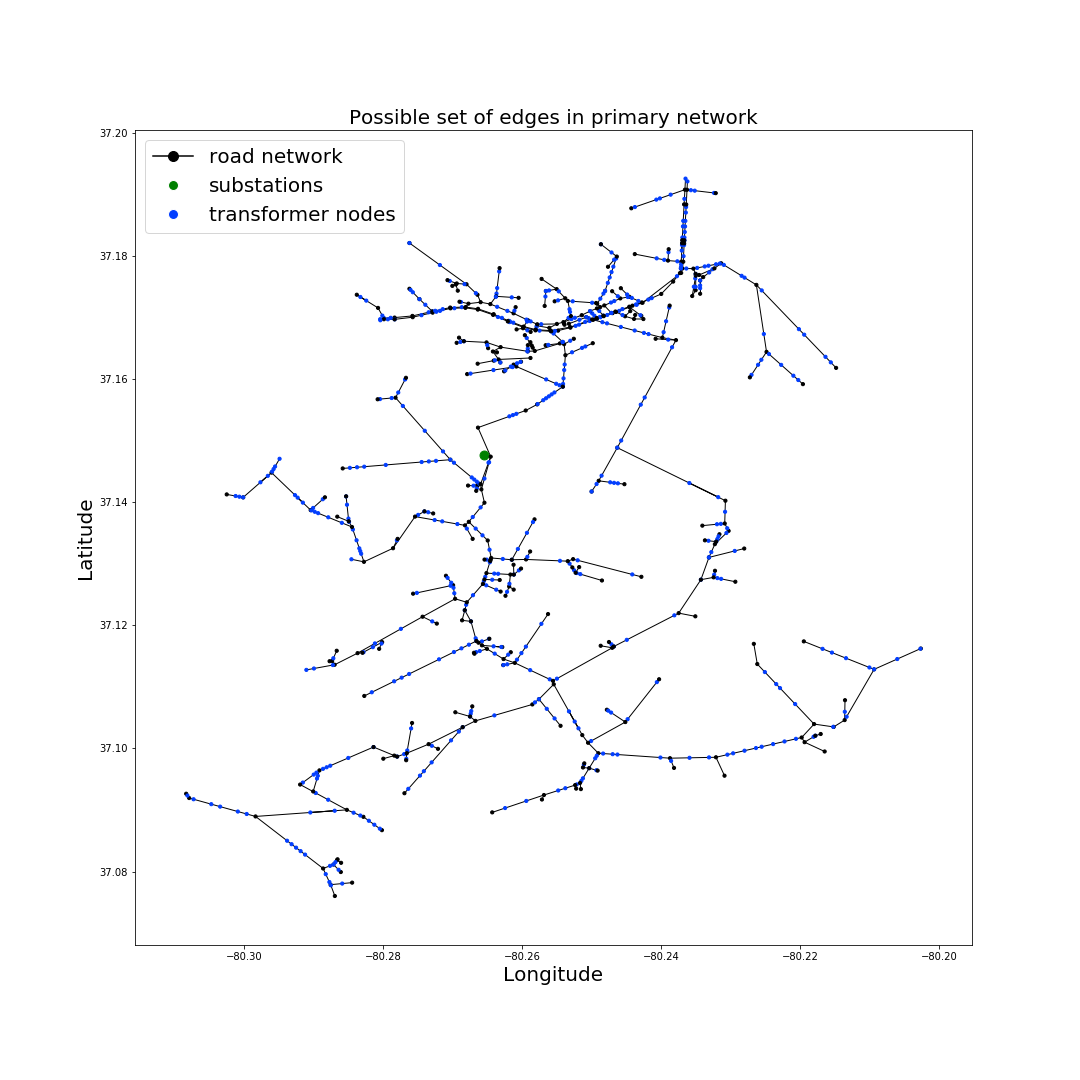 Possible set of edges in primary network
road network
substations
transformer nodes
37.20
37.18
37.16
37.14
37.12
37.10
37.08
Latitude
−80.30
−80.28
−80.26
−80.24
−80.22
−80.20
Longitude